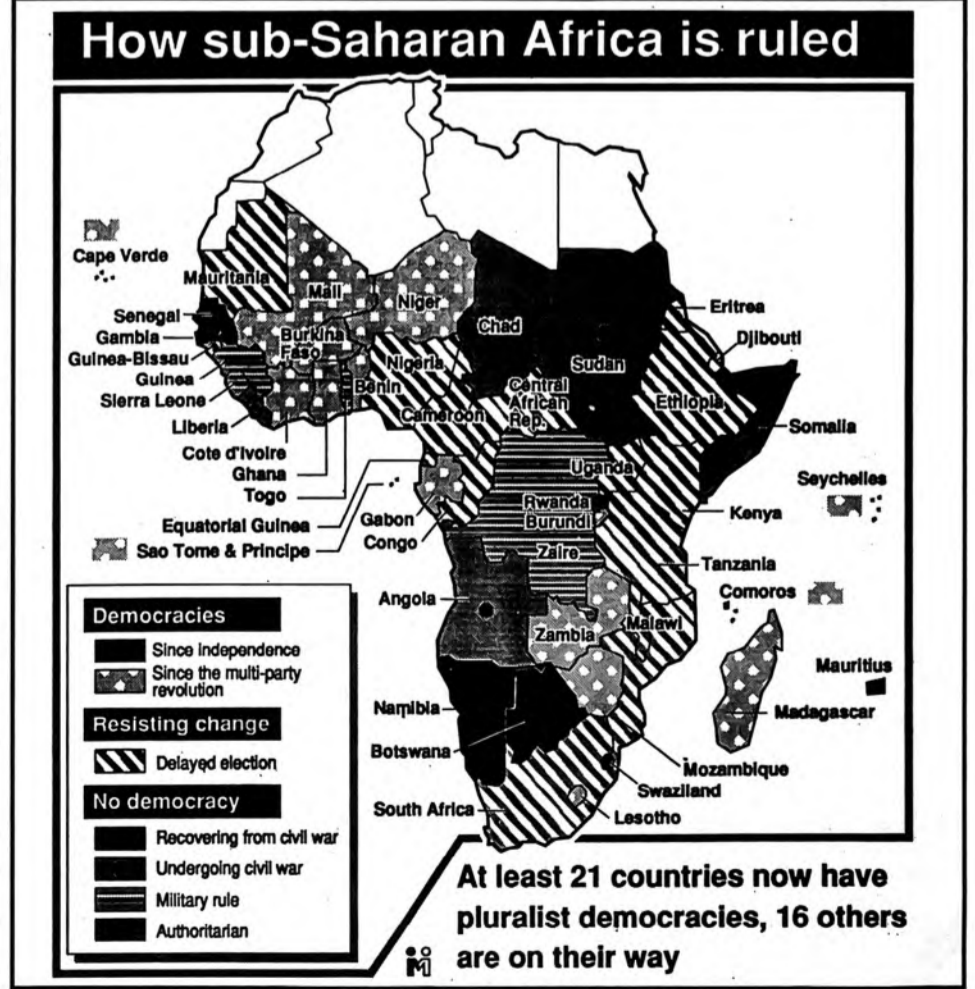 How sub-Saharan Africa is ruled
Cape Verde
Mauritania
Mali
Niger
Senegal
Gambia
Guinea-Bissau
Guinea
Sierra Leone
Liberia
Cote d'Ivoire
Ghana
Togo
Burkina
Faso
Benin
Nigeria
Cameroon
Chad
Sudan
Central
African
Rep.
Eritrea
Djibouti
Ethiopia
Somalia
Seychelles
Uganda
Kenya
Rwanda
Burundi
Zaire
Tanzania
Comoros
Equatorial Guinea
Gabon
Congo
Sao Tome & Principe
Angola
Zambia
Malawi
Mauritius
Madagascar
Namibia
Botswana
Mozambique
Swaziland
South Africa
Lesotho
Democracies
Since Independence
Since the multi-party
revolution
Resisting change
Delayed election
No democracy
Recovering from civil war
Undergoing civil war
Military rule
Authoritarian
At least 21 countries now have
pluralist democracies, 16 others
are on their way